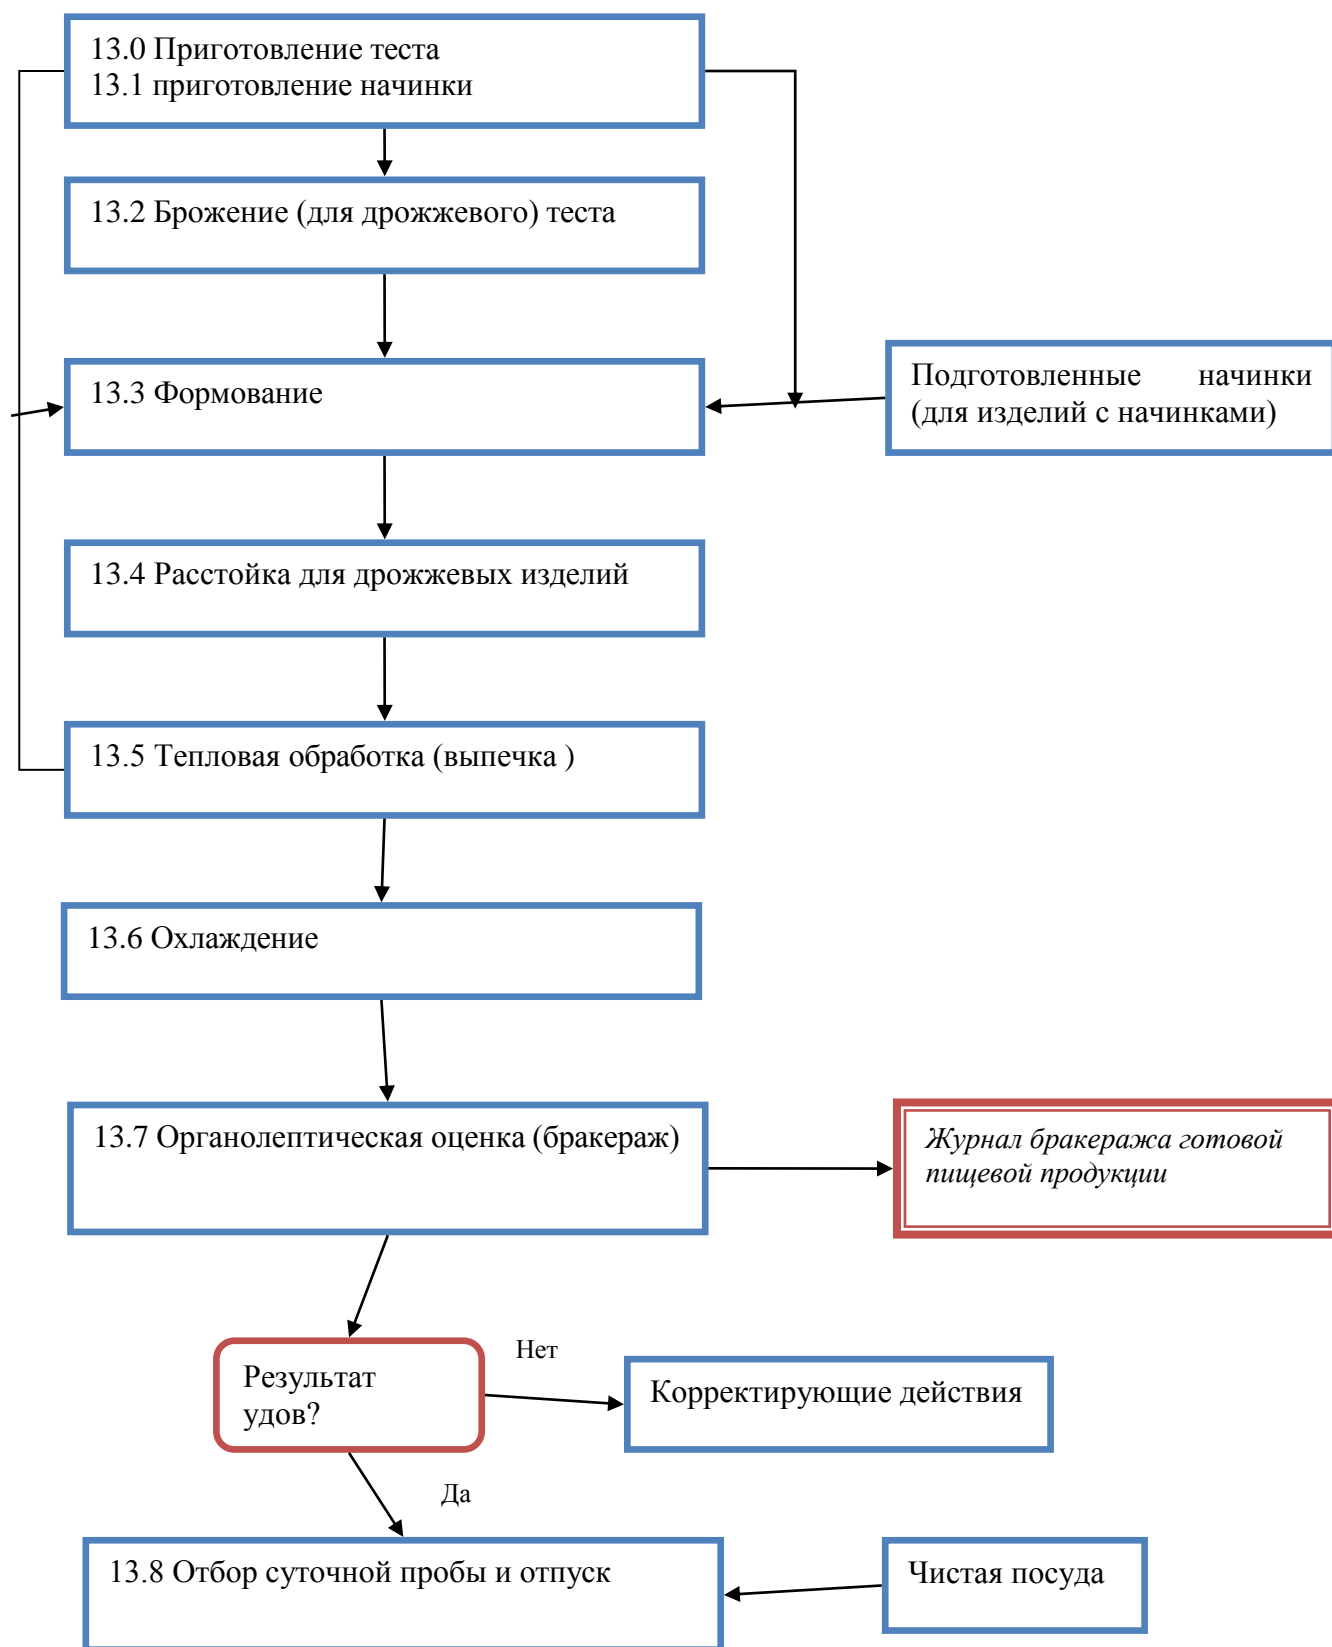 13.0 Приготовление теста
13.1 приготовление начинки
13.2 Брожение (для дрожжевого) теста
13.3 Формование
Подготовленные начинки
(для изделий с начинками)
13.4 Расстойка для дрожжевых изделий
13.5 Тепловая обработка (выпечка )
13.6 Охлаждение
13.7 Органолептическая оценка (бракераж)
Журнал бракеража готовой
пищевой продукции
Результат
удов?
Нет
Корректирующие действия
Да
13.8 Отбор суточной пробы и отпуск
Чистая посуда